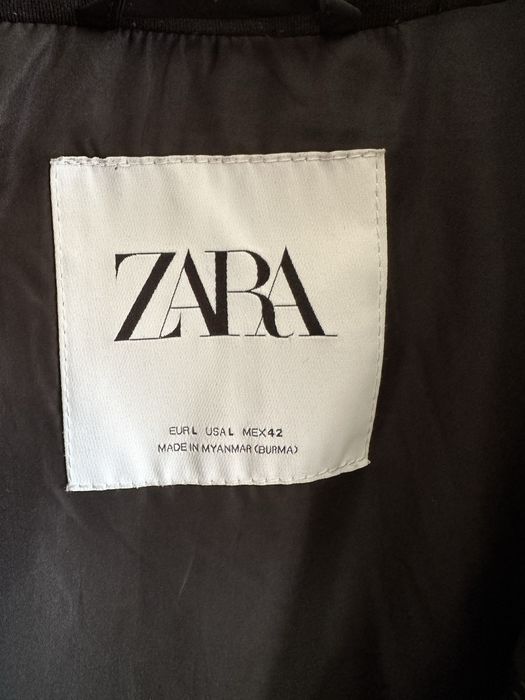 ZARA
EUR L USA L MEX 42
MADE IN MYANMAR (BURMA)